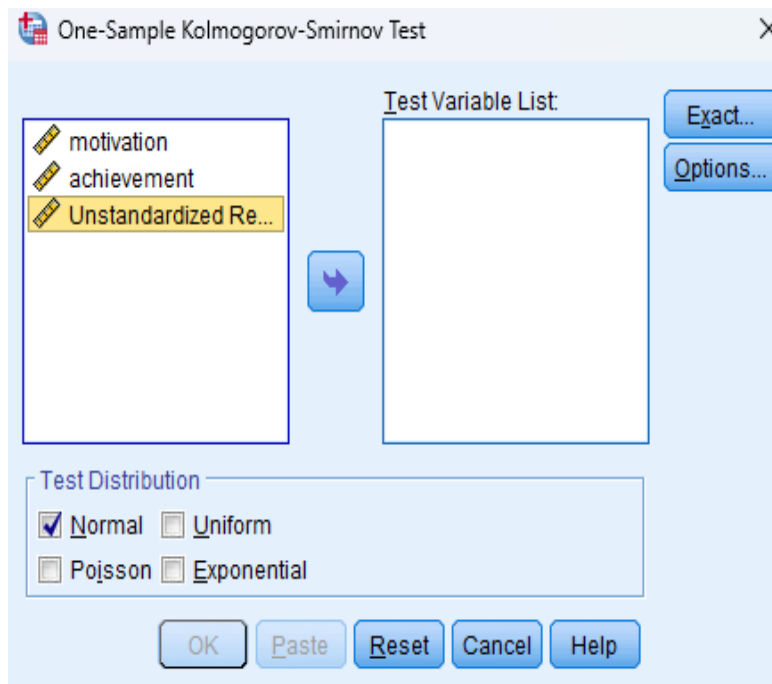 One-Sample Kolmogorov-Smirnov Test
Test Variable List:
motivation
achievement
Unstandardized Re...
Exact...
Options...
Test Distribution
Normal Uniform
Poisson Exponential
OK Paste Reset Cancel Help